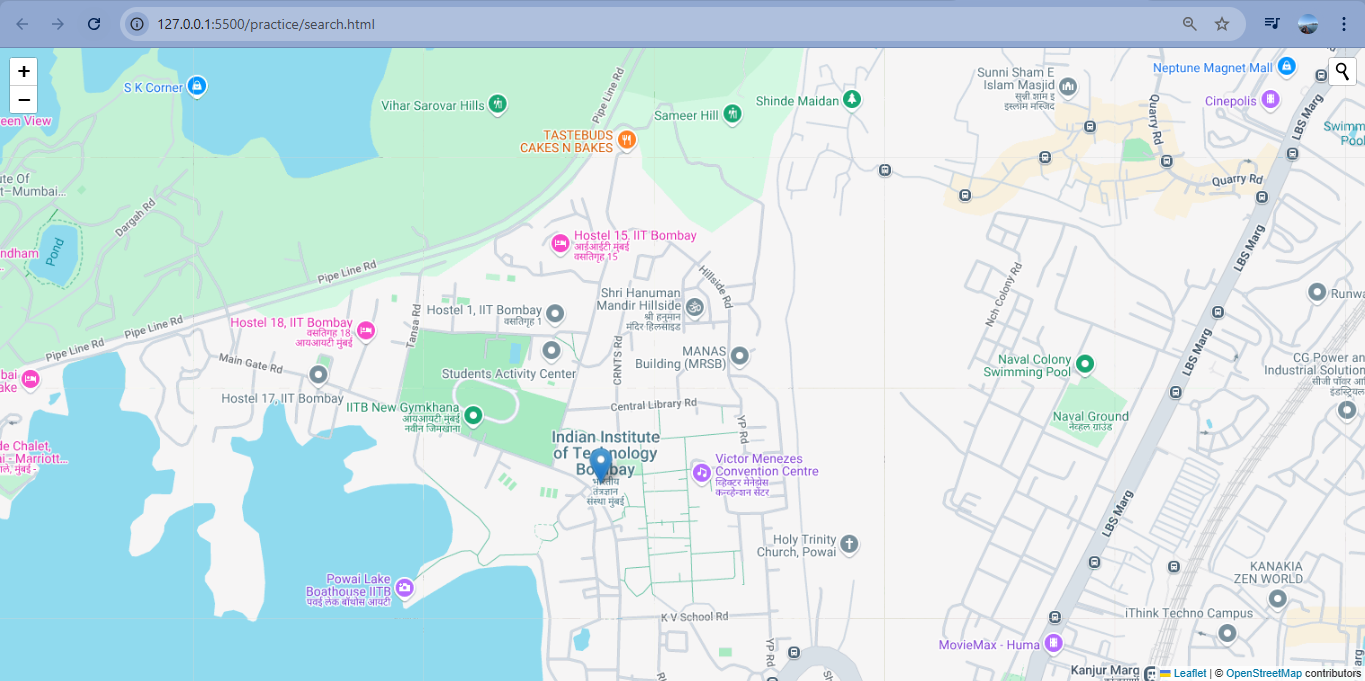 127.0.0.1:5500/practice/search.html
+
−
S K Corner
een View
Vihar Sarovar Hills
Pipe Line Rd
TASTEBUDS
CAKES N BAKES
Sameer Hill
Shinde Maidan
Sunni Sham E
Islam Masjid
सुन्नी शाम इ
इस्लाम मस्जिद
Neptune Magnet Mall
Cinepolis
LBS Marg
Swimm
Pool
Quarry Rd
Quarry Rd
ute Of
t-Mumbai...
Dargah Rd
Pond
ndham
Pipe Line Rd
Hostel 15, IIT Bombay
आईआईटी मुंबई
वसतिगृह 15
Hillside Rd
LBS Marg
Nch Colony Rd
Runwa
Shri Hanuman
Mandir Hillside
श्री हनुमान
मंदिर हिलसाइड
Hostel 1, IIT Bombay
वसतिगृह 1
Tansa Rd
Hostel 18, IIT Bombay
वसतिगृह 18
आयआयटी मुंबई
Pipe Line Rd
Pipe Line Rd
Main Gate Rd
CRNTS Rd
MANAS
Building (MRSB)
Students Activity Center
LBS Marg
Naval Colony
Swimming Pool
CG Power an
Industrial Solution
सीजी पॉवर आ
इंडस्ट्रियल
bai
ake
Hostel 17, IIT Bombay
IITB New Gymkhana
आयआयटी मुंबई
नवीन जिमखाना
Central Library Rd
YP Rd
Naval Ground
नेव्हल ग्राउंड
Indian Institute
of Technology
Bombay
भारतीय
तंत्रज्ञान
संस्था मुंबई
Victor Menezes
Convention Centre
व्हिक्टर मेनेझेस
कन्व्हेन्शन सेंटर
de Chalet,
ai - Marriott...
LBS Marg
Holy Trinity
Church, Powai
Powai Lake
Boathouse IITB
पवई लेक बोथोस आयटी
KANAKIA
ZEN WORLD
K V School Rd
iThink Techno Campus
YP Rd
MovieMax - Huma
Kanjur Marg
Leaflet | © OpenStreetMap contributors